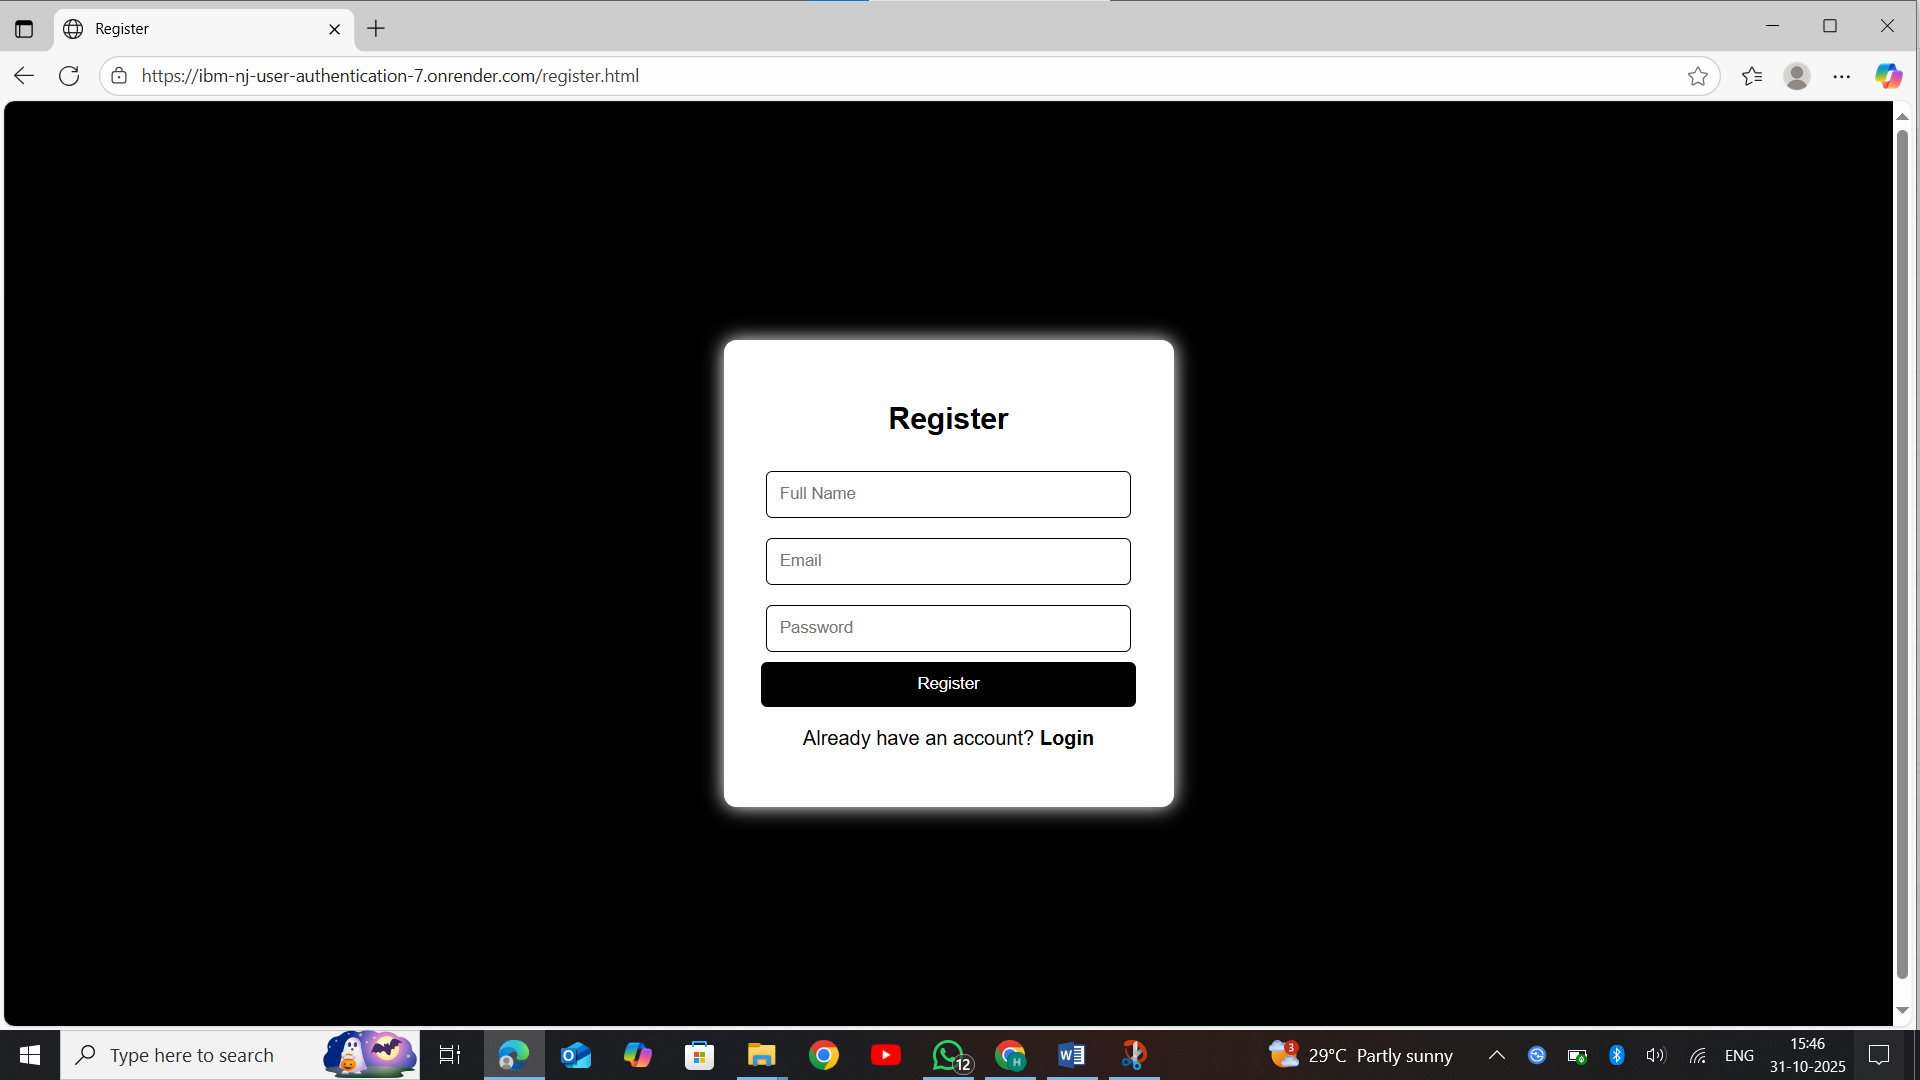 Register
https://ibm-nj-user-authentication-7.onrender.com/register.html
Register
Full Name
Email
Password
Register
Already have an account? Login
Type here to search
12
3
29°C Partly sunny
ENG
15:46
31-10-2025